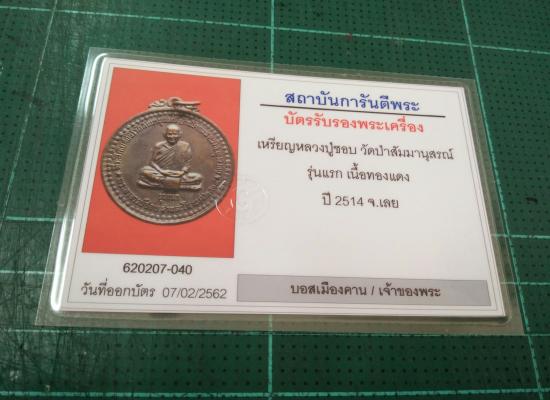 สถาบันการันตีพระ
บัตรรับรองพระเครื่อง
เหรียญหลวงปู่ชอบ วัดป่าสัมมานุสรณ์
รุ่นแรก เนื้อทองแดง
ปี 2514 จ.เลย
620207-040
วันที่ออกบัตร 07/02/2562
บอสเมืองคาน / เจ้าของพระ